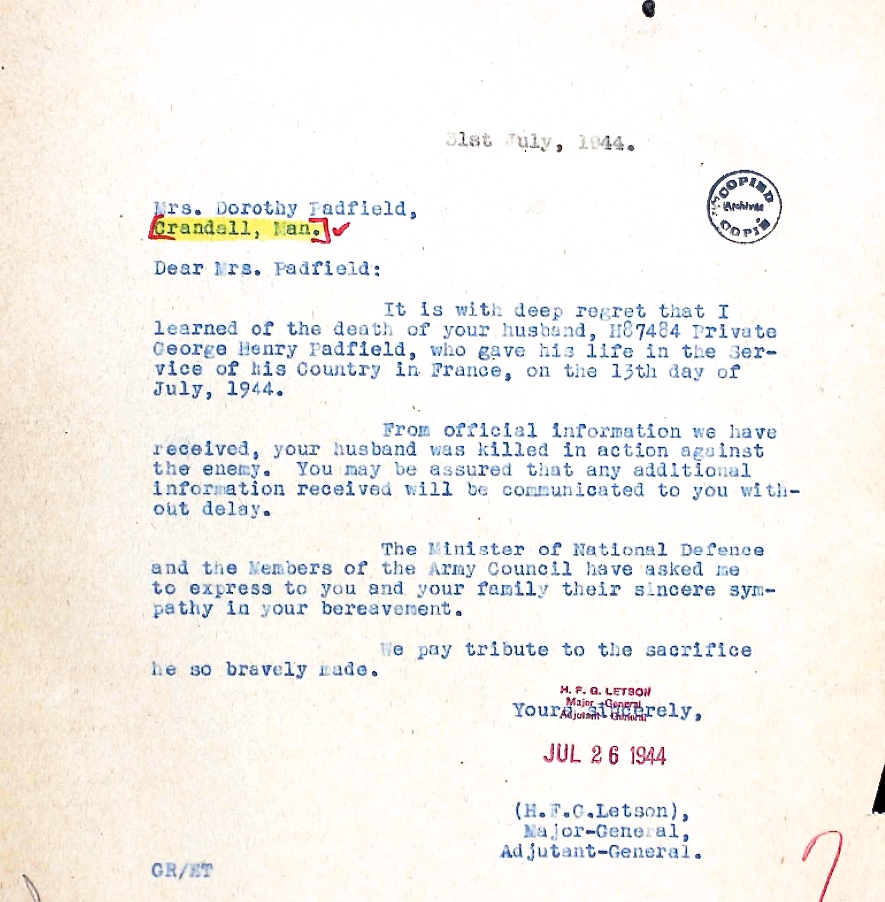 31st July, 1944.
COPIED
Archives
COPIÉ
Mrs. Dorothy Padfield,
Crandall, Man.
Dear Mrs. Padfield:
It is with deep regret that I
learned of the death of your husband, H87484 Private
George Henry Padfield, who gave his life in the Ser-
vice of his Country in France, on the 13th day of
July, 1944.
From official information we have
received, your husband was killed in action against
the enemy. You may be assured that any additional
information received will be communicated to you with-
out delay.
The Minister of National Defence
and the Members of the Army Council have asked me
to express to you and your family their sincere sym-
pathy in your bereavement.
We pay tribute to the sacrifice
he so bravely made.
H. F. G. LETSON
Major - General
Adjutant - General
Yours sincerely,
JUL 26 1944
(H.F.G.Letson),
Major-General,
Adjutant-General.
GR/ET